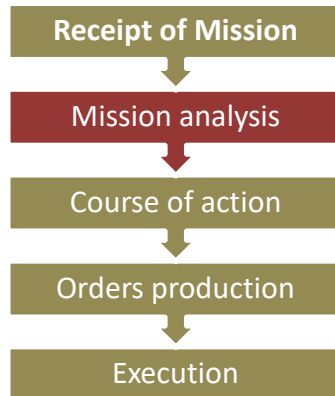 Receipt of Mission
Mission analysis
Course of action
Orders production
Execution